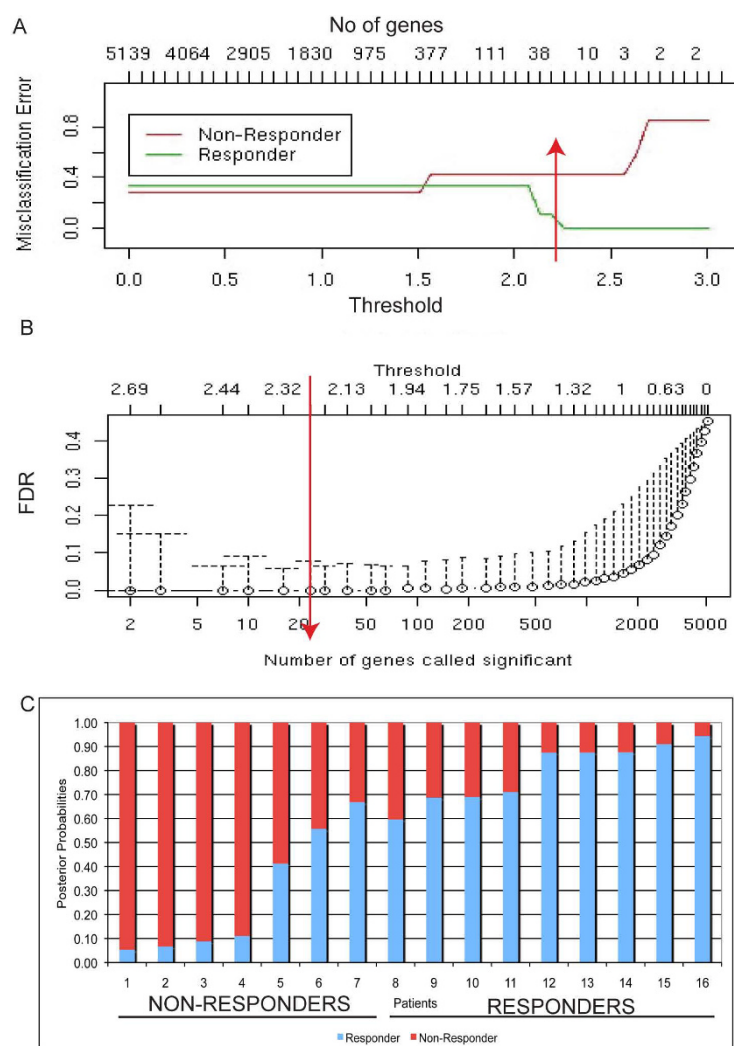 A
No of genes
5139 4064 2905 1830 975 377 111 38 10 3 2 2
Misclassification Error
0.8
0.4
0.0
Non-Responder
Responder
0.0 0.5 1.0 1.5 2.0 2.5 3.0
Threshold
B
Threshold
2.69 2.44 2.32 2.13 1.94 1.75 1.57 1.32 1 0.63 0
FDR
0.4
0.3
0.2
0.1
0.0
2 5 10 20 50 100 200 500 2000 5000
Number of genes called significant
C
Posterior Probabilities
1.00
0.90
0.80
0.70
0.60
0.50
0.40
0.30
0.20
0.10
0.00
1 2 3 4 5 6 7 8 9 10 11 12 13 14 15 16
NON-RESPONDERS Patients RESPONDERS
Responder Non-Responder